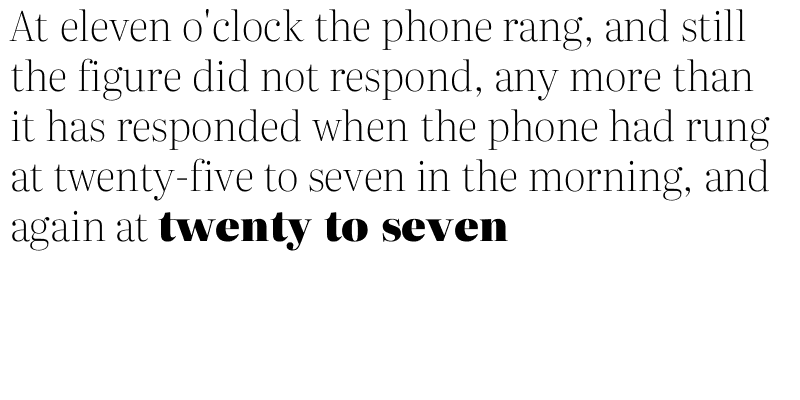 At eleven o'clock the phone rang, and still
the figure did not respond, any more than
it has responded when the phone had rung
at twenty-five to seven in the morning, and
again at twenty to seven